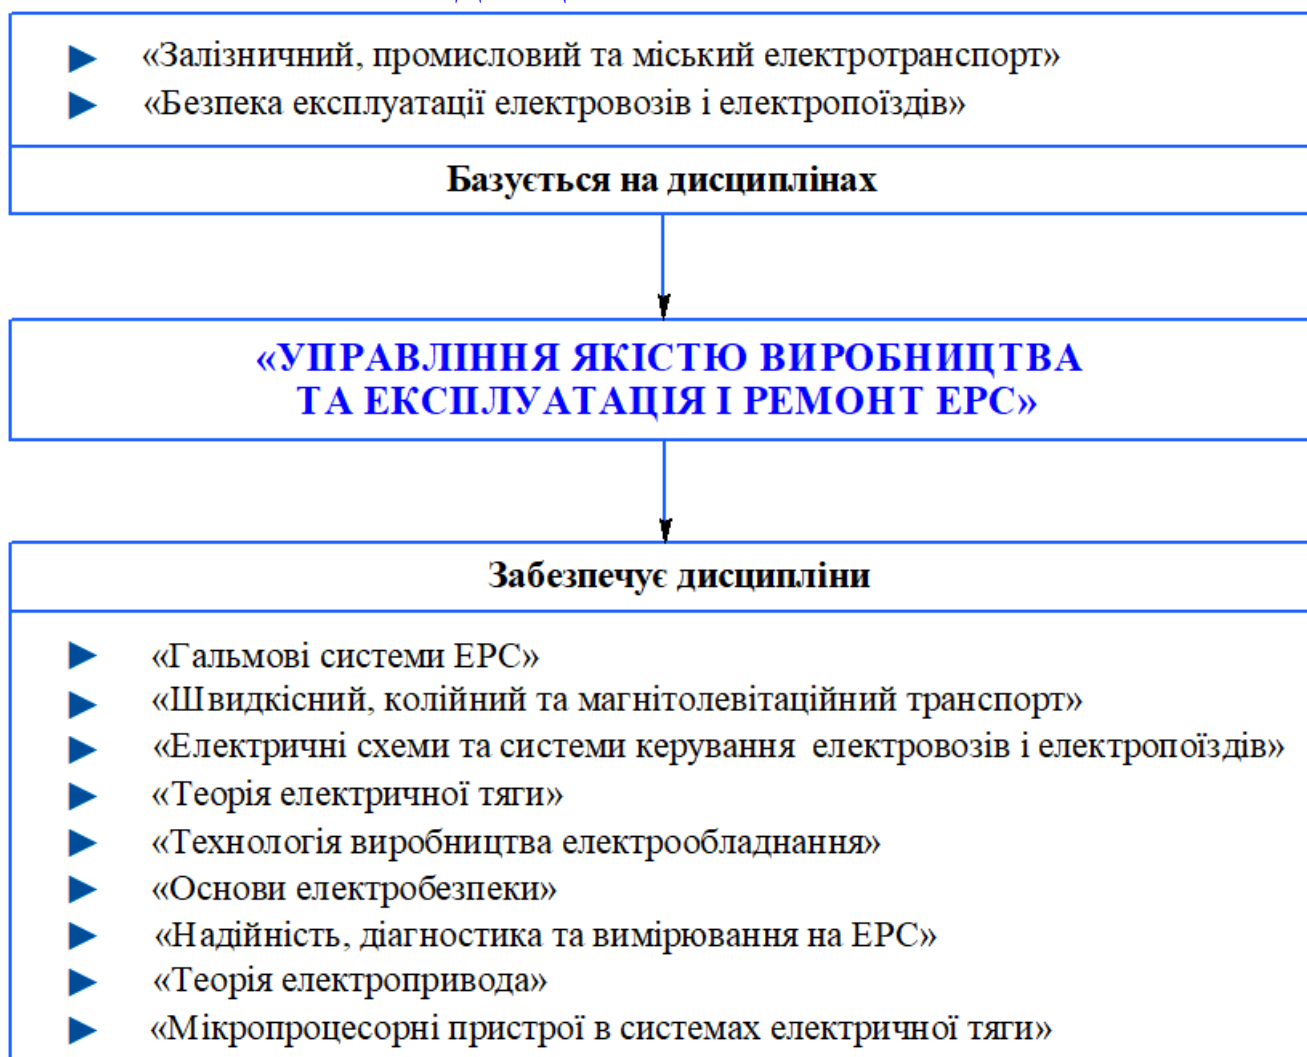 «Залізничний, промисловий та міський електротранспорт»
«Безпека експлуатації електровозів і електропоїздів»
Базується на дисциплінах
«УПРАВЛІННЯ ЯКІСТЮ ВИРОБНИЦТВА
ТА ЕКСПЛУАТАЦІЯ І РЕМОНТ ЕРС»
Забезпечує дисципліни
«Гальмові системи ЕРС»
«Швидкісний, колійний та магнітолевітаційний транспорт»
«Електричні схеми та системи керування електровозів і електропоїздів»
«Теорія електричної тяги»
«Технологія виробництва електрообладнання»
«Основи електробезпеки»
«Надійність, діагностика та вимірювання на ЕРС»
«Теорія електропривода»
«Мікропроцесорні пристрої в системах електричної тяги»